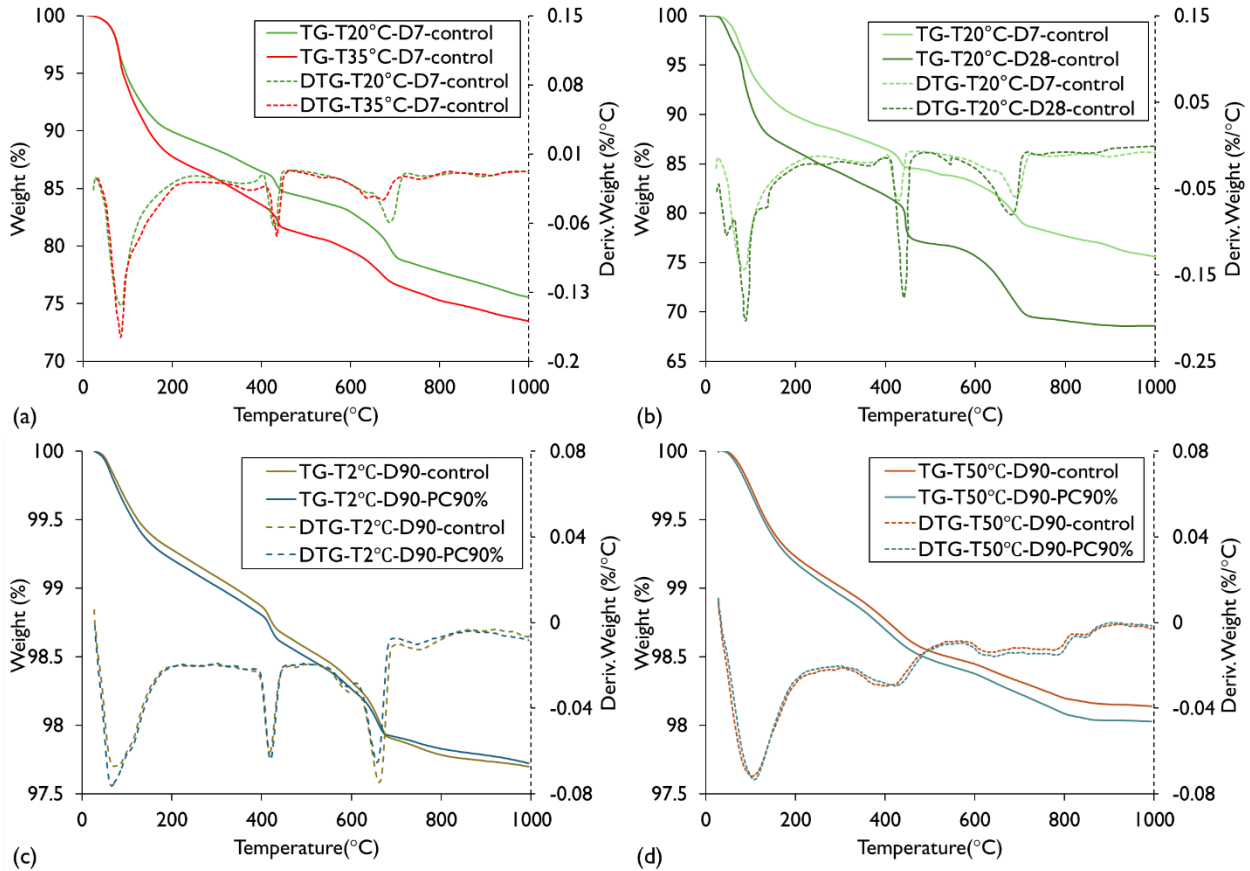 100
95
90
85
80
75
70
Weight (%)
TG-T20°C-D7-control
TG-T35°C-D7-control
DTG-T20°C-D7-control
DTG-T35°C-D7-control
0.15
0.08
0.01
-0.06
-0.13
-0.2
Deriv.Weight (%/°C)
0 200 400 600 800 1000
Temperature(°C)
(a)
100
95
90
85
80
75
70
65
Weight (%)
TG-T20°C-D7-control
TG-T20°C-D28-control
DTG-T20°C-D7-control
DTG-T20°C-D28-control
0.15
0.05
-0.05
-0.15
-0.25
Deriv.Weight (%/°C)
0 200 400 600 800 1000
Temperature(°C)
(b)
100
99.5
99
98.5
98
97.5
Weight (%)
TG-T2℃-D90-control
TG-T2℃-D90-PC90%
DTG-T2℃-D90-control
DTG-T2℃-D90-PC90%
0.08
0.04
0
-0.04
-0.08
Deriv.Weight (%/°C)
0 200 400 600 800 1000
Temperature(°C)
(c)
100
99.5
99
98.5
98
97.5
Weight (%)
TG-T50℃-D90-control
TG-T50℃-D90-PC90%
DTG-T50℃-D90-control
DTG-T50℃-D90-PC90%
0.08
0.04
0
-0.04
-0.08
Deriv.Weight (%/°C)
0 200 400 600 800 1000
Temperature(°C)
(d)